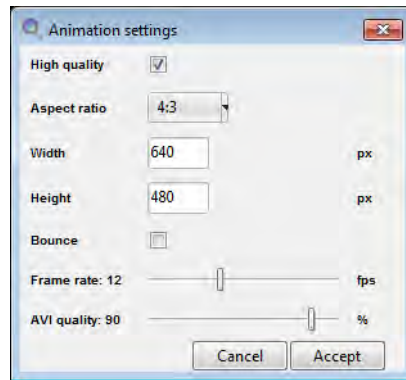 Animation settings
High quality
Aspect ratio 4:3
Width 640 px
Height 480 px
Bounce
Frame rate: 12 fps
AVI quality: 90 %
Cancel Accept